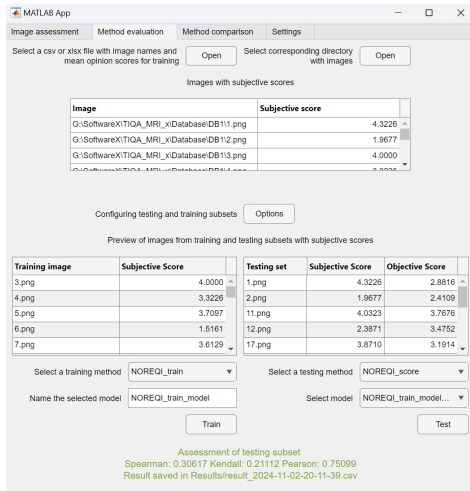 MATLAB App
Image assessment Method evaluation Method comparison Settings
Select a csv or xlsx file with image names and
mean opinion scores for training
Open
Select corresponding directory
with images
Open
Images with subjective scores
Image Subjective score
G:\SoftwareX\TIQA_MRI_x\Database\DB1\1.png 4.3226
G:\SoftwareX\TIQA_MRI_x\Database\DB1\2.png 1.9677
G:\SoftwareX\TIQA_MRI_x\Database\DB1\3.png 4.0000
G:\SoftwareX\TIQA_MRI_x\Database\DB1\4.png 3.3226
Configuring testing and training subsets Options
Preview of images from training and testing subsets with subjective scores
Training image Subjective Score
3.png 4.0000
4.png 3.3226
5.png 3.7097
6.png 1.5161
7.png 3.6129
Testing set Subjective Score Objective Score
1.png 4.3226 2.8816
2.png 1.9677 2.4109
11.png 4.0323 3.7676
12.png 2.3871 3.4752
17.png 3.8710 3.1914
Select a training method NOREQI_train
Name the selected model NOREQI_train_model
Train
Select a testing method NOREQI_score
Select model NOREQI_train_model...
Test
Assessment of testing subset
Spearman: 0.30617 Kendall: 0.21112 Pearson: 0.75099
Result saved in Results/result_2024-11-02-20-11-39.csv